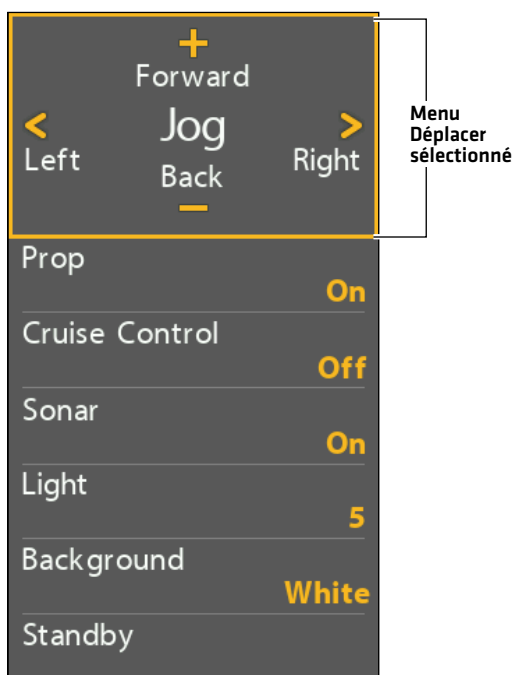 +
Forward
< Jog >
Left Right
Back
−
Menu
Déplacer
sélectionné
Prop
On
Cruise Control
Off
Sonar
On
Light
5
Background
White
Standby